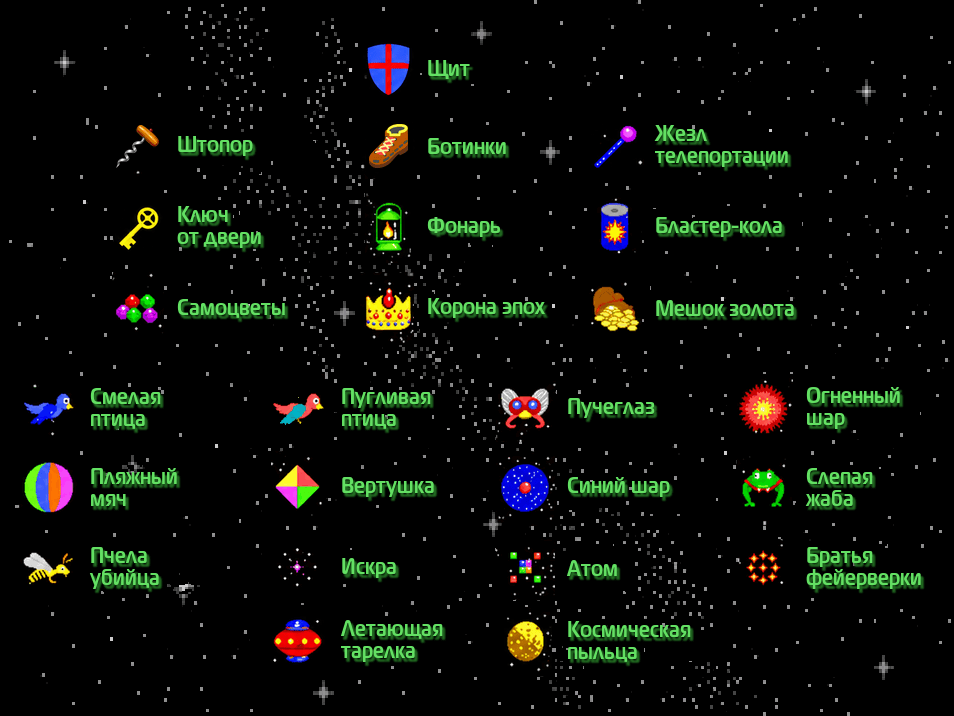 Щит
Штопор
Ботинки
Жезл
телепортации
Ключ
от двери
Фонарь
Бластер-кола
Самоцветы
Корона эпох
Мешок золота
Смелая
птица
Пугливая
птица
Пучеглаз
Огненный
шар
Пляжный
мяч
Вертушка
Синий шар
Слепая
жаба
Пчела
убийца
Искра
Атом
Братья
фейерверки
Летающая
тарелка
Космическая
пыльца